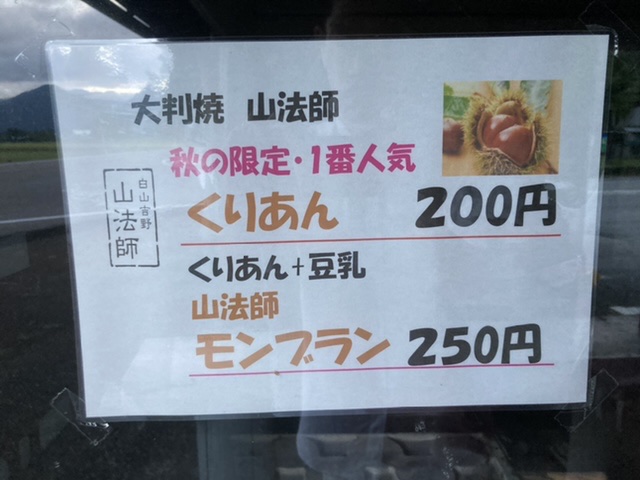 大判焼 山法師
秋の限定・1番人気
白山吉野
山法師
くりあん 200円
くりあん+豆乳
山法師
モンブラン 250円